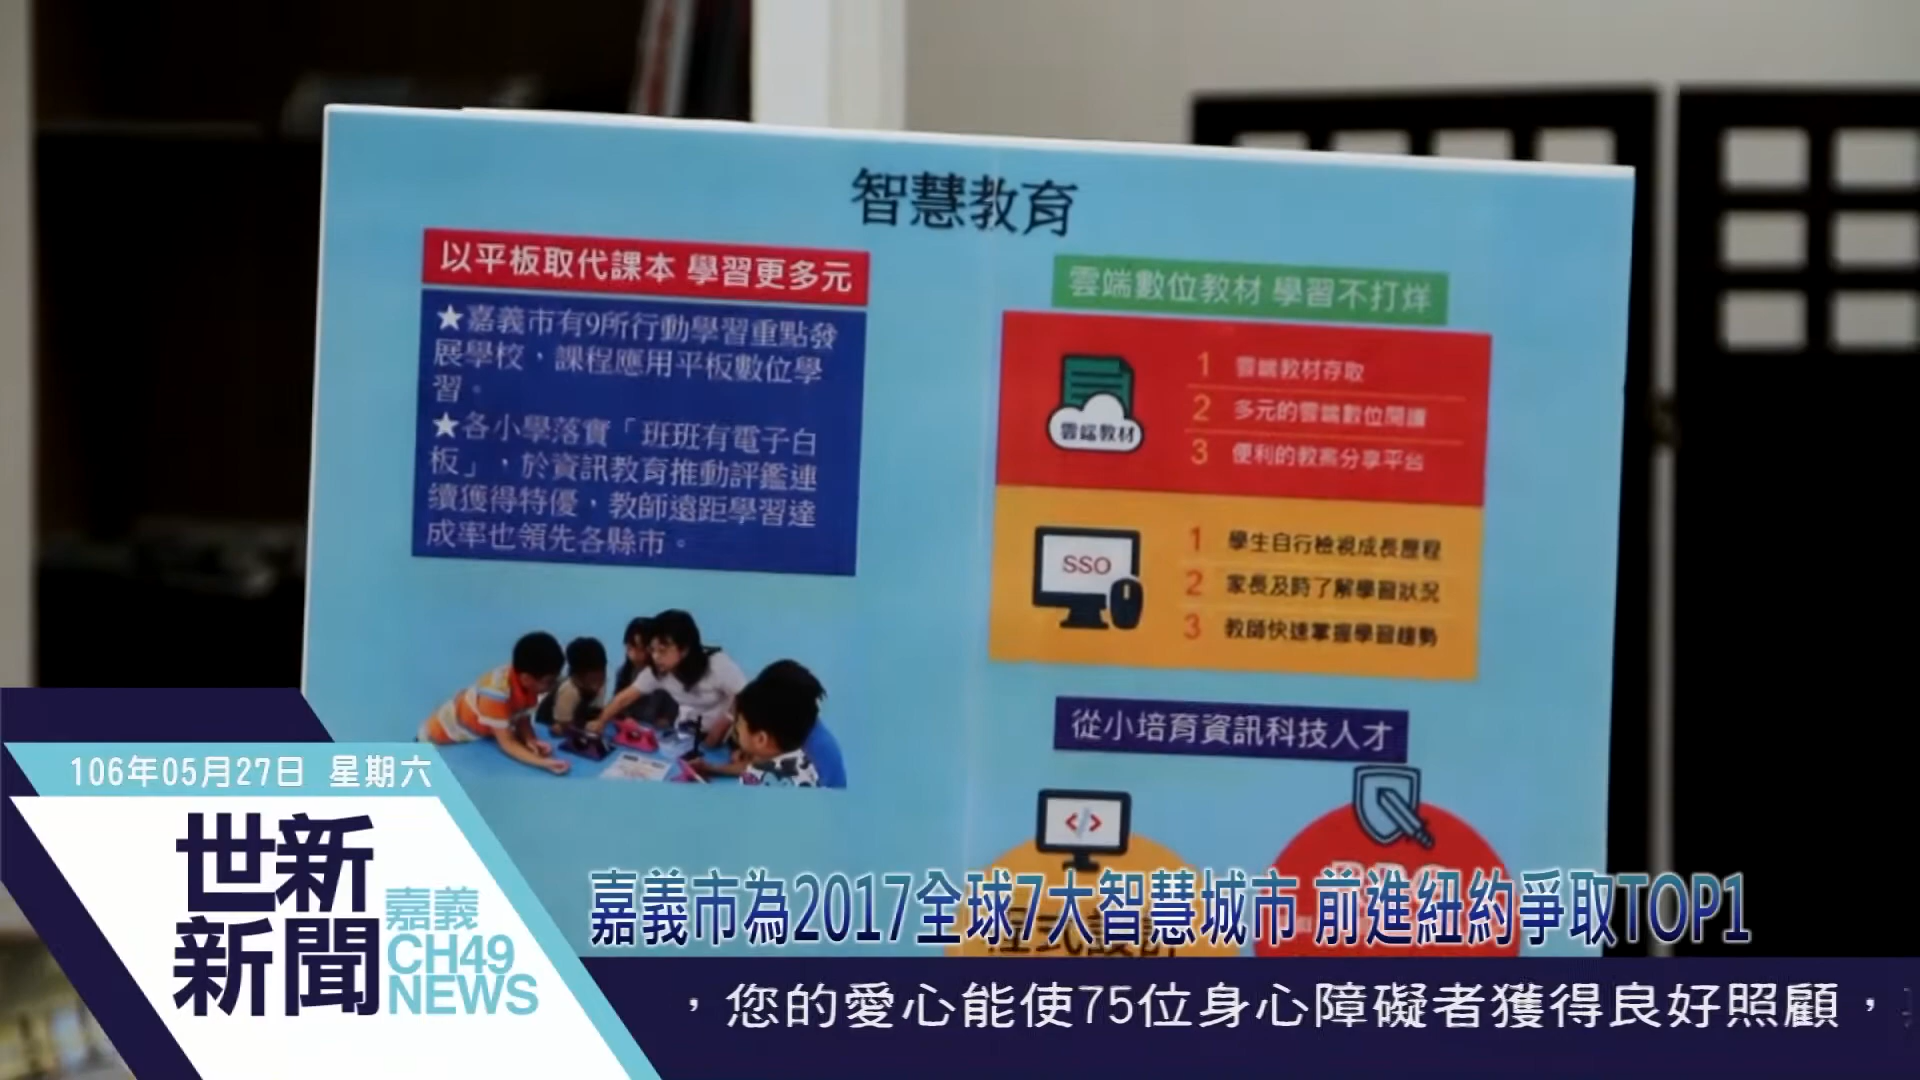 智慧教育
以平板取代課本 學習更多元
★嘉義市有9所行動學習重點發
展學校，課程應用平板數位學
習。
★各小學落實「班班有電子白
板」，於資訊教育推動評鑑連
續獲得特優，教師遠距學習達
成率也領先各縣市。
雲端數位教材 學習不打烊
雲端教材
1 雲端教材存取
2 多元的雲端數位閱讀
3 便利的教案分享平台
SSO
1 學生自行檢視成長歷程
2 家長及時了解學習狀況
3 教師快速掌握學習趨勢
從小培育資訊科技人才
</>
程式設計
106年05月27日 星期六
世新
新聞
嘉義
CH49
NEWS
嘉義市為2017全球7大智慧城市 前進紐約爭取TOP1
，您的愛心能使75位身心障礙者獲得良好照顧，